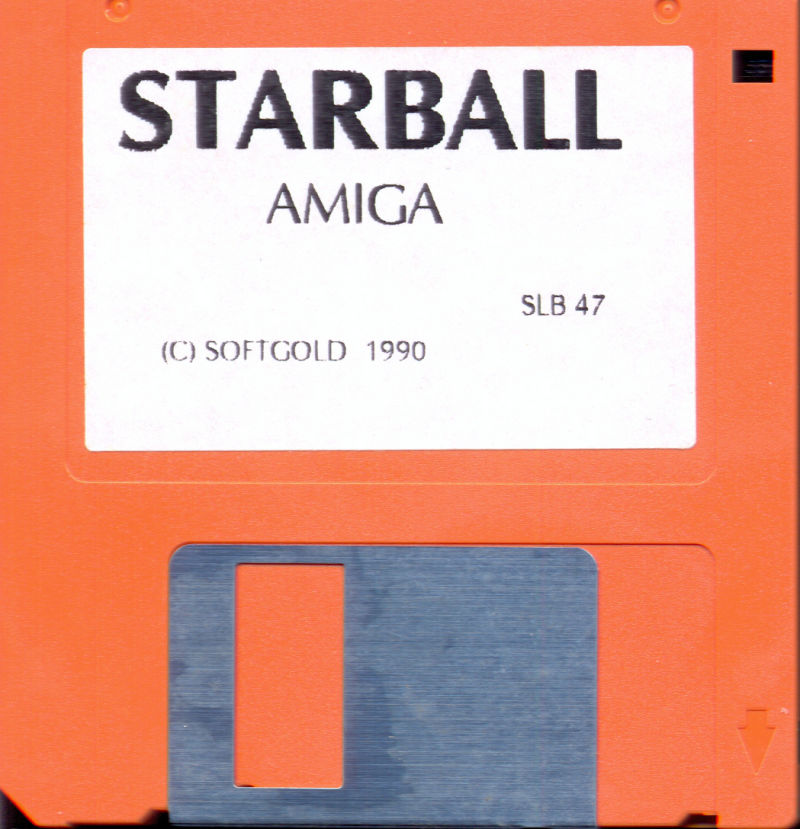 STARBALL
AMIGA
SLB 47
(C) SOFTGOLD 1990